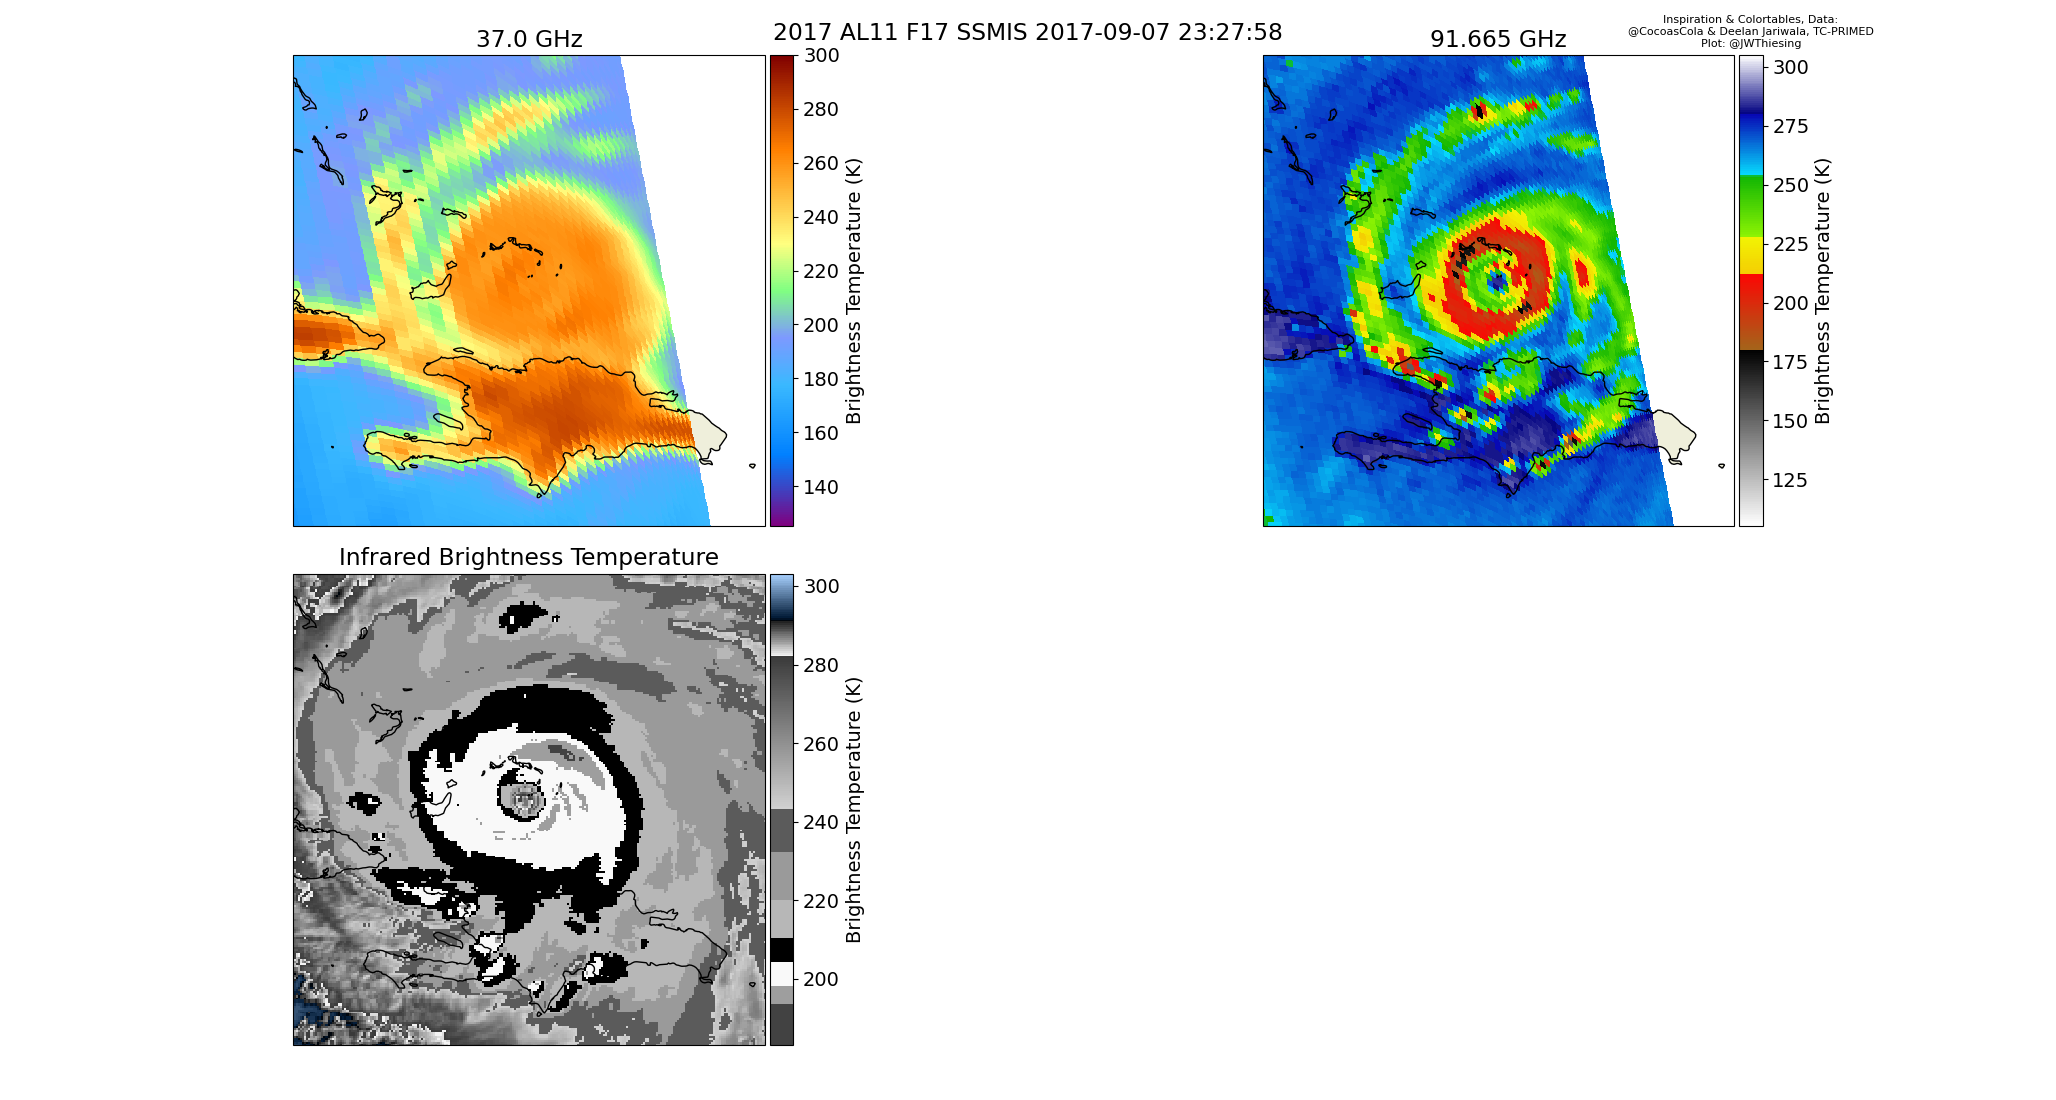 2017 AL11 F17 SSMIS 2017-09-07 23:27:58
Inspiration & Colortables, Data:
@CocoasCola & Deelan Jariwala, TC-PRIMED
Plot: @JWThiesing
37.0 GHz
300
280
260
240
220
200
180
160
140
Brightness Temperature (K)
91.665 GHz
300
275
250
225
200
175
150
125
Brightness Temperature (K)
Infrared Brightness Temperature
300
280
260
240
220
200
Brightness Temperature (K)